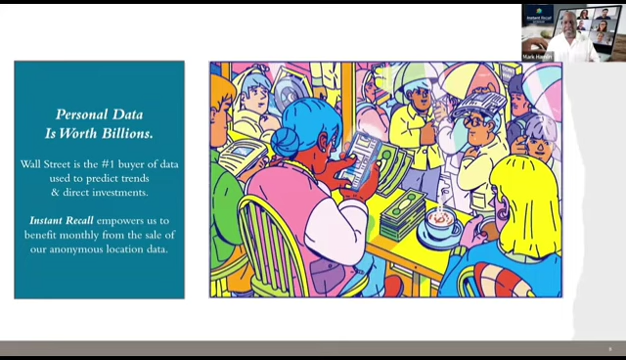 Instant Recall
Personal Data
Is Worth Billions.
Wall Street is the #1 buyer of data
used to predict trends
& direct investments.
Instant Recall empowers us to
benefit monthly from the sale of
our anonymous location data.